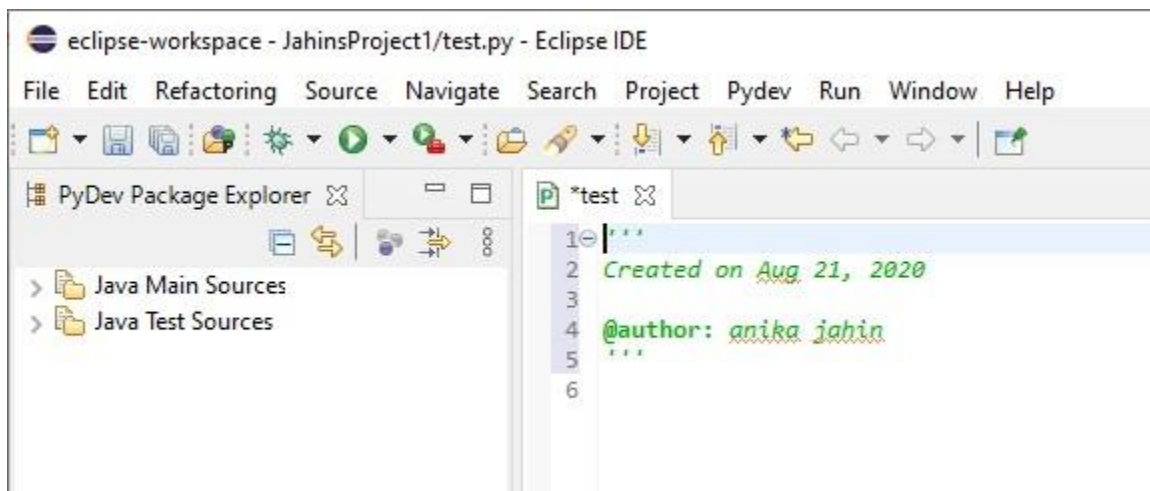 eclipse-workspace - JahinsProject1/test.py - Eclipse IDE
File Edit Refactoring Source Navigate Search Project Pydev Run Window Help
PyDev Package Explorer
*test
Java Main Sources
Java Test Sources
1 '''
2 Created on Aug 21, 2020
3
4 @author: anika jahin
5 '''
6